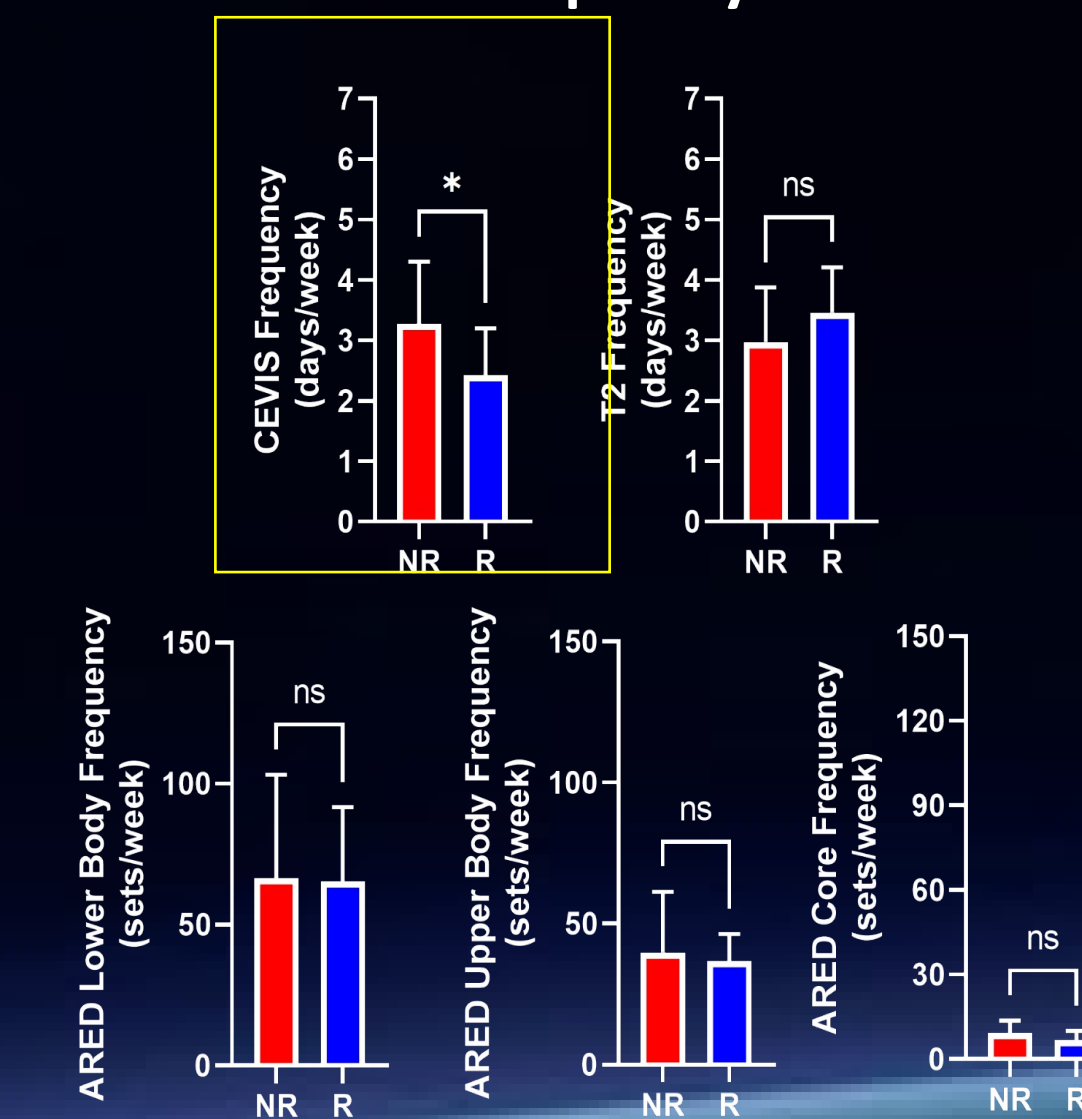 CEVIS Frequency
(days/week)
7
6
5
4
3
2
1
0
*
NR R
T2 Frequency
(days/week)
7
6
5
4
3
2
1
0
ns
NR R
ARED Lower Body Frequency
(sets/week)
150
100
50
0
ns
NR R
ARED Upper Body Frequency
(sets/week)
150
100
50
0
ns
NR R
ARED Core Frequency
(sets/week)
150
120
90
60
30
0
ns
NR R